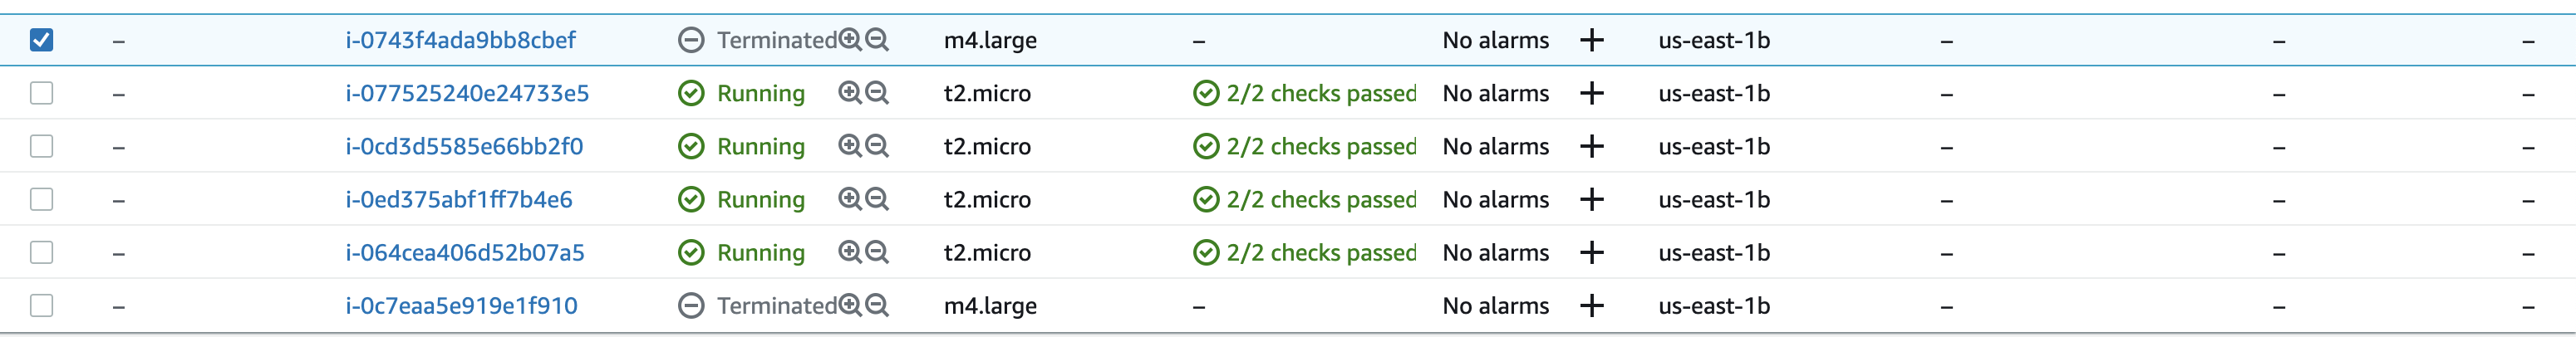 – i-0743f4ada9bb8cbef Terminated m4.large – No alarms + us-east-1b – – –
– i-077525240e24733e5 Running t2.micro 2/2 checks passed No alarms + us-east-1b – – –
– i-0cd3d5585e66bb2f0 Running t2.micro 2/2 checks passed No alarms + us-east-1b – – –
– i-0ed375abf1ff7b4e6 Running t2.micro 2/2 checks passed No alarms + us-east-1b – – –
– i-064cea406d52b07a5 Running t2.micro 2/2 checks passed No alarms + us-east-1b – – –
– i-0c7eaa5e919e1f910 Terminated m4.large – No alarms + us-east-1b – – –